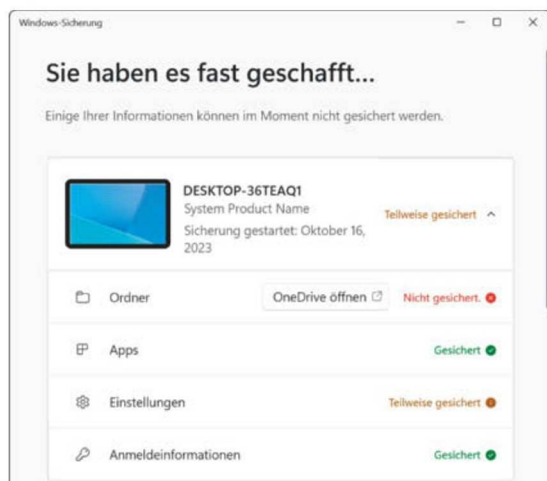 Windows-Sicherung
Sie haben es fast geschafft...
Einige Ihrer Informationen können im Moment nicht gesichert werden.
DESKTOP-36TEAQ1
System Product Name
Teilweise gesichert
Sicherung gestartet: Oktober 16,
2023
Ordner OneDrive öffnen Nicht gesichert.
Apps Gesichert
Einstellungen Teilweise gesichert
Anmeldeinformationen Gesichert